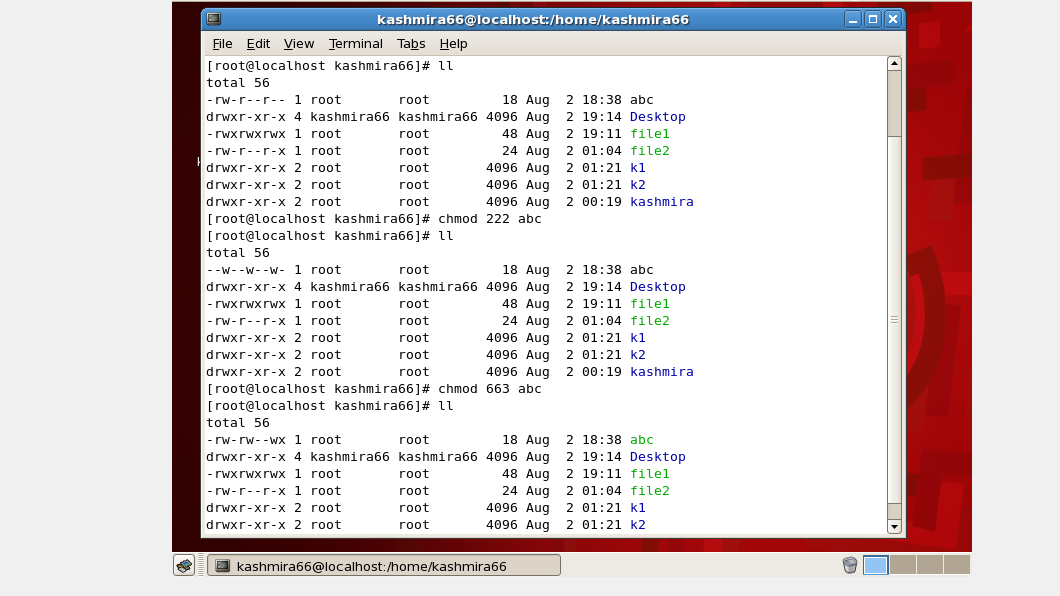 kashmira66@localhost:/home/kashmira66
File Edit View Terminal Tabs Help
[root@localhost kashmira66]# ll
total 56
-rw-r--r-- 1 root       root         18 Aug  2 18:38 abc
drwxr-xr-x 4 kashmira66 kashmira66 4096 Aug  2 19:14 Desktop
-rwxrwxrwx 1 root       root         48 Aug  2 19:11 file1
-rw-r--r-x 1 root       root         24 Aug  2 01:04 file2
drwxr-xr-x 2 root       root       4096 Aug  2 01:21 k1
drwxr-xr-x 2 root       root       4096 Aug  2 01:21 k2
drwxr-xr-x 2 root       root       4096 Aug  2 00:19 kashmira
[root@localhost kashmira66]# chmod 222 abc
[root@localhost kashmira66]# ll
total 56
--w--w--w- 1 root       root         18 Aug  2 18:38 abc
drwxr-xr-x 4 kashmira66 kashmira66 4096 Aug  2 19:14 Desktop
-rwxrwxrwx 1 root       root         48 Aug  2 19:11 file1
-rw-r--r-x 1 root       root         24 Aug  2 01:04 file2
drwxr-xr-x 2 root       root       4096 Aug  2 01:21 k1
drwxr-xr-x 2 root       root       4096 Aug  2 01:21 k2
drwxr-xr-x 2 root       root       4096 Aug  2 00:19 kashmira
[root@localhost kashmira66]# chmod 663 abc
[root@localhost kashmira66]# ll
total 56
-rw-rw--wx 1 root       root         18 Aug  2 18:38 abc
drwxr-xr-x 4 kashmira66 kashmira66 4096 Aug  2 19:14 Desktop
-rwxrwxrwx 1 root       root         48 Aug  2 19:11 file1
-rw-r--r-x 1 root       root         24 Aug  2 01:04 file2
drwxr-xr-x 2 root       root       4096 Aug  2 01:21 k1
drwxr-xr-x 2 root       root       4096 Aug  2 01:21 k2
kashmira66@localhost:/home/kashmira66